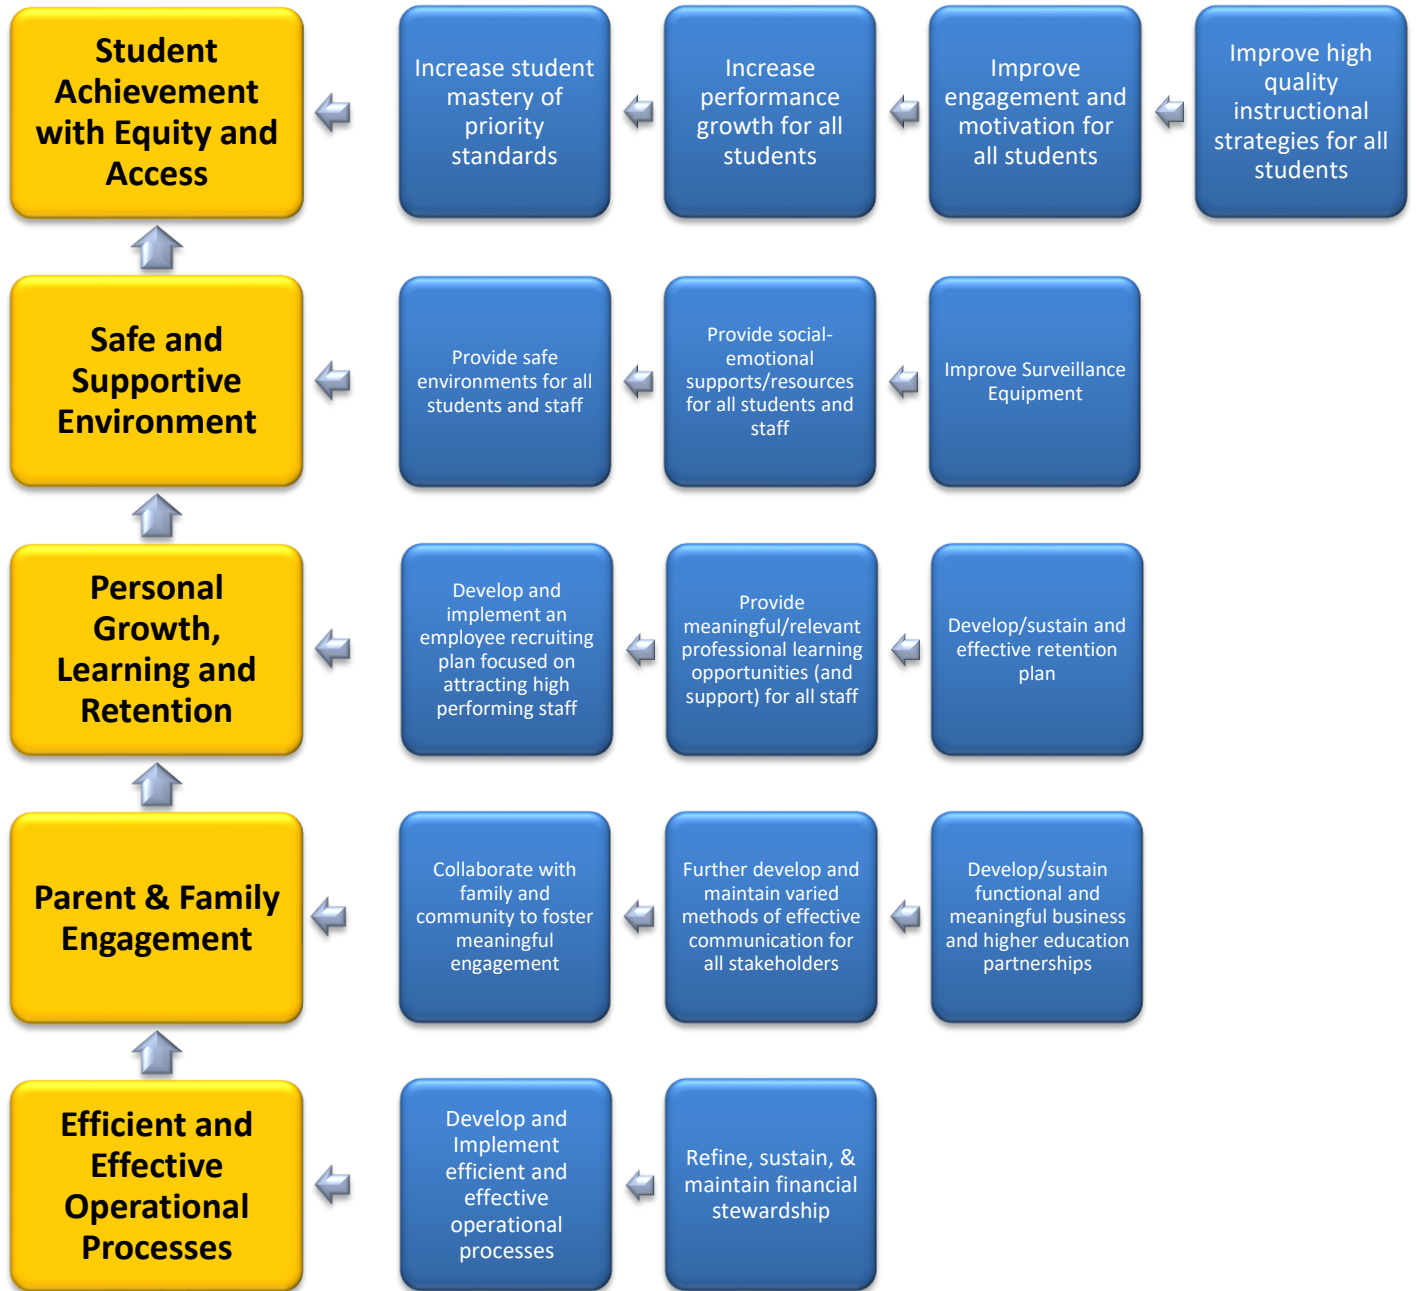 Student
Achievement
with Equity and
Access
Increase student
mastery of
priority
standards
Increase
performance
growth for all
students
Improve
engagement and
motivation for
all students
Improve high
quality
instructional
strategies for all
students
Safe and
Supportive
Environment
Provide safe
environments for all
students and staff
Provide social-
emotional
supports/resources
for all students and
staff
Improve Surveillance
Equipment
Personal
Growth,
Learning and
Retention
Develop and
implement an
employee recruiting
plan focused on
attracting high
performing staff
Provide
meaningful/relevant
professional learning
opportunities (and
support) for all staff
Develop/sustain and
effective retention
plan
Parent & Family
Engagement
Collaborate with
family and
community to foster
meaningful
engagement
Further develop and
maintain varied
methods of effective
communication for
all stakeholders
Develop/sustain
functional and
meaningful business
and higher education
partnerships
Efficient and
Effective
Operational
Processes
Develop and
Implement
efficient and
effective
operational
processes
Refine, sustain, &
maintain financial
stewardship